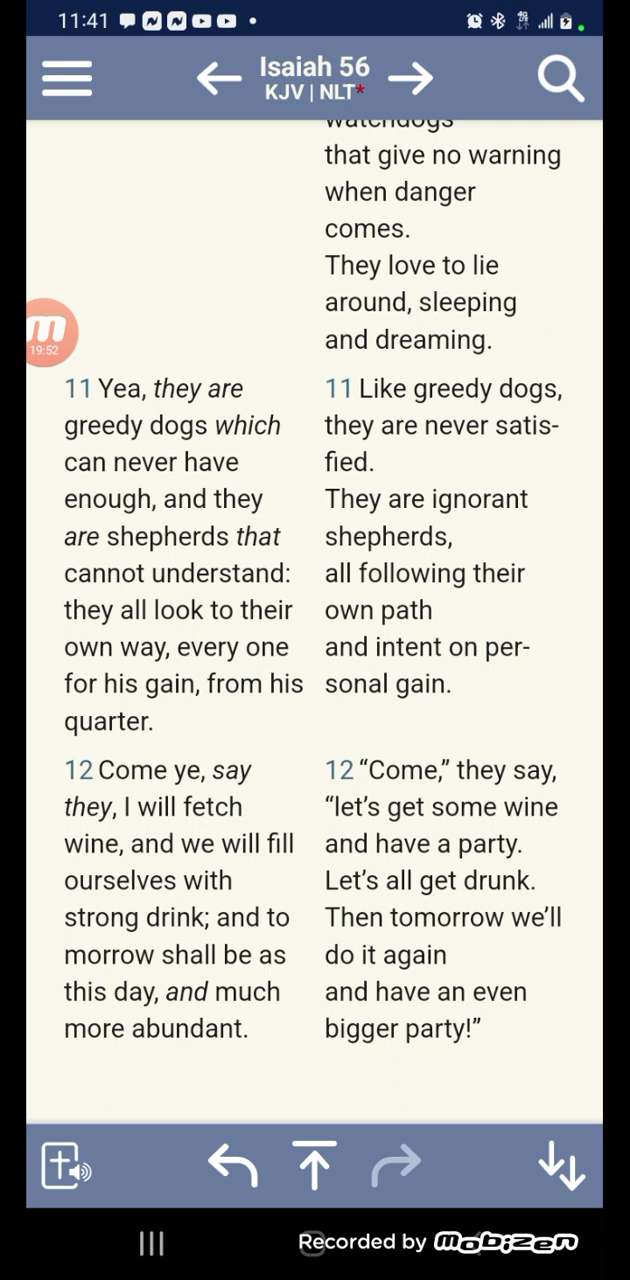 11:41
Isaiah 56
KJV | NLT*
watchdogs
that give no warning
when danger
comes.
They love to lie
around, sleeping
and dreaming.
19:52
11 Yea, they are
greedy dogs which
can never have
enough, and they
are shepherds that
cannot understand:
they all look to their
own way, every one
for his gain, from his
quarter.
11 Like greedy dogs,
they are never satis-
fied.
They are ignorant
shepherds,
all following their
own path
and intent on per-
sonal gain.
12 Come ye, say
they, I will fetch
wine, and we will fill
ourselves with
strong drink; and to
morrow shall be as
this day, and much
more abundant.
12 “Come,” they say,
“let’s get some wine
and have a party.
Let’s all get drunk.
Then tomorrow we’ll
do it again
and have an even
bigger party!”
Recorded by mobizen